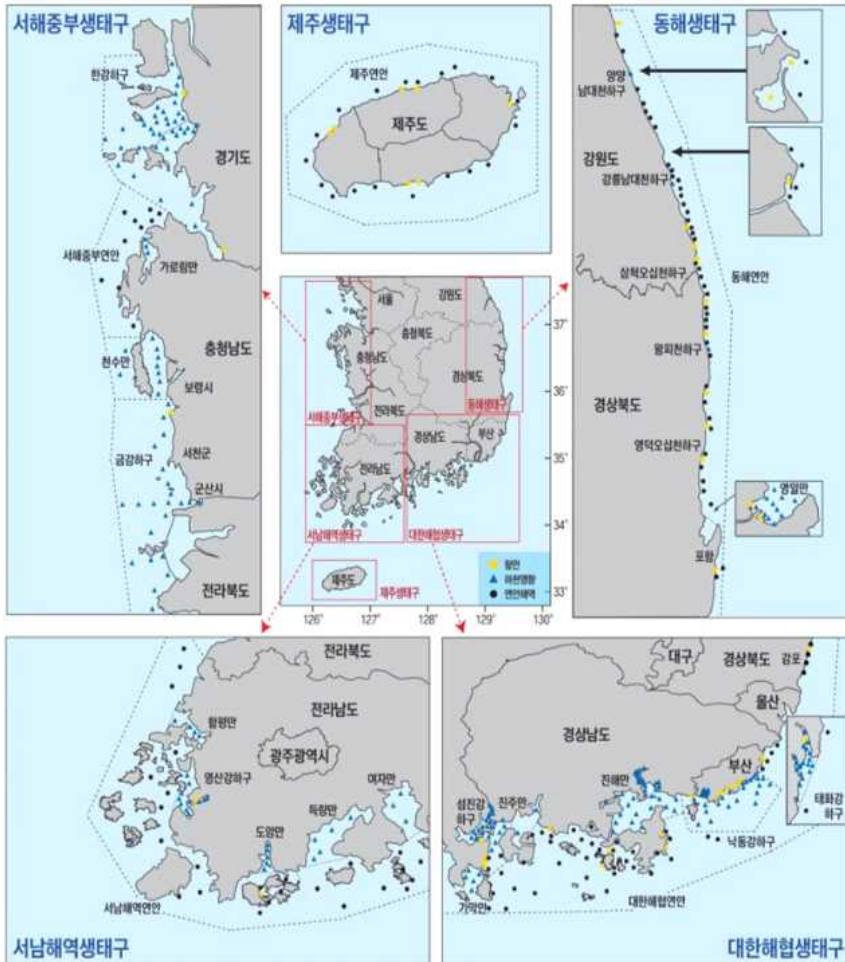 서해중부생태구
한강하구
경기도
서해중부연안
가로림만
충청남도
천수만
보령시
금강하구
서천군
군산시
전라북도
제주생태구
제주연안
제주도
동해생태구
양양
남대천하구
강원도
강릉남대천하구
삼척오십천하구
동해연안
왕피천하구
경상북도
영덕오십천하구
영일만
포항
서울
강원도
충청북도
충청남도
경상북도
서해중부생태구
전라북도
동해생태구
경상남도
부산
전라남도
서남해역생태구
대한해협생태구
제주도
제주생태구
항만
하천영향
연안해역
37°
36°
35°
34°
33°
126°
127°
128°
129°
130°
전라북도
전라남도
함평만
광주광역시
영산강하구
여자만
득량만
도암만
서남해역연안
서남해역생태구
대구
경상북도
감포
울산
경상남도
부산
진해만
섬진강
하구
진주만
태화강
하구
낙동강하구
가막만
대한해협연안
대한해협생태구